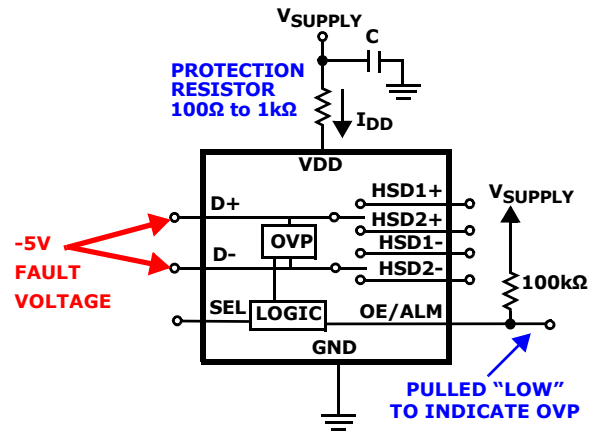 VSUPPLY
C
PROTECTION
RESISTOR
100Ω to 1kΩ
IDD
VDD
D+
HSD1+
VSUPPLY
HSD2+
OVP
HSD1-
-5V
FAULT
VOLTAGE
D-
HSD2-
100kΩ
SEL
LOGIC
OE/ALM
GND
PULLED “LOW”
TO INDICATE OVP